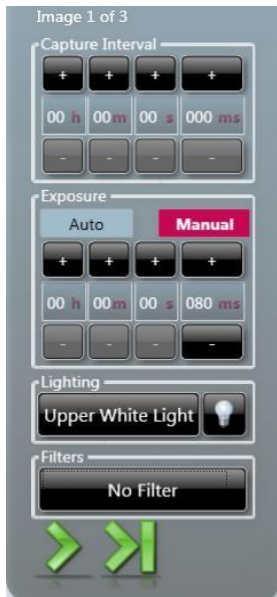 Image 1 of 3
Capture Interval
+ + + +
00 h 00 m 00 s 000 ms
- - - -
Exposure
Auto Manual
+ + + +
00 h 00 m 00 s 080 ms
- - - -
Lighting
Upper White Light
Filters
No Filter